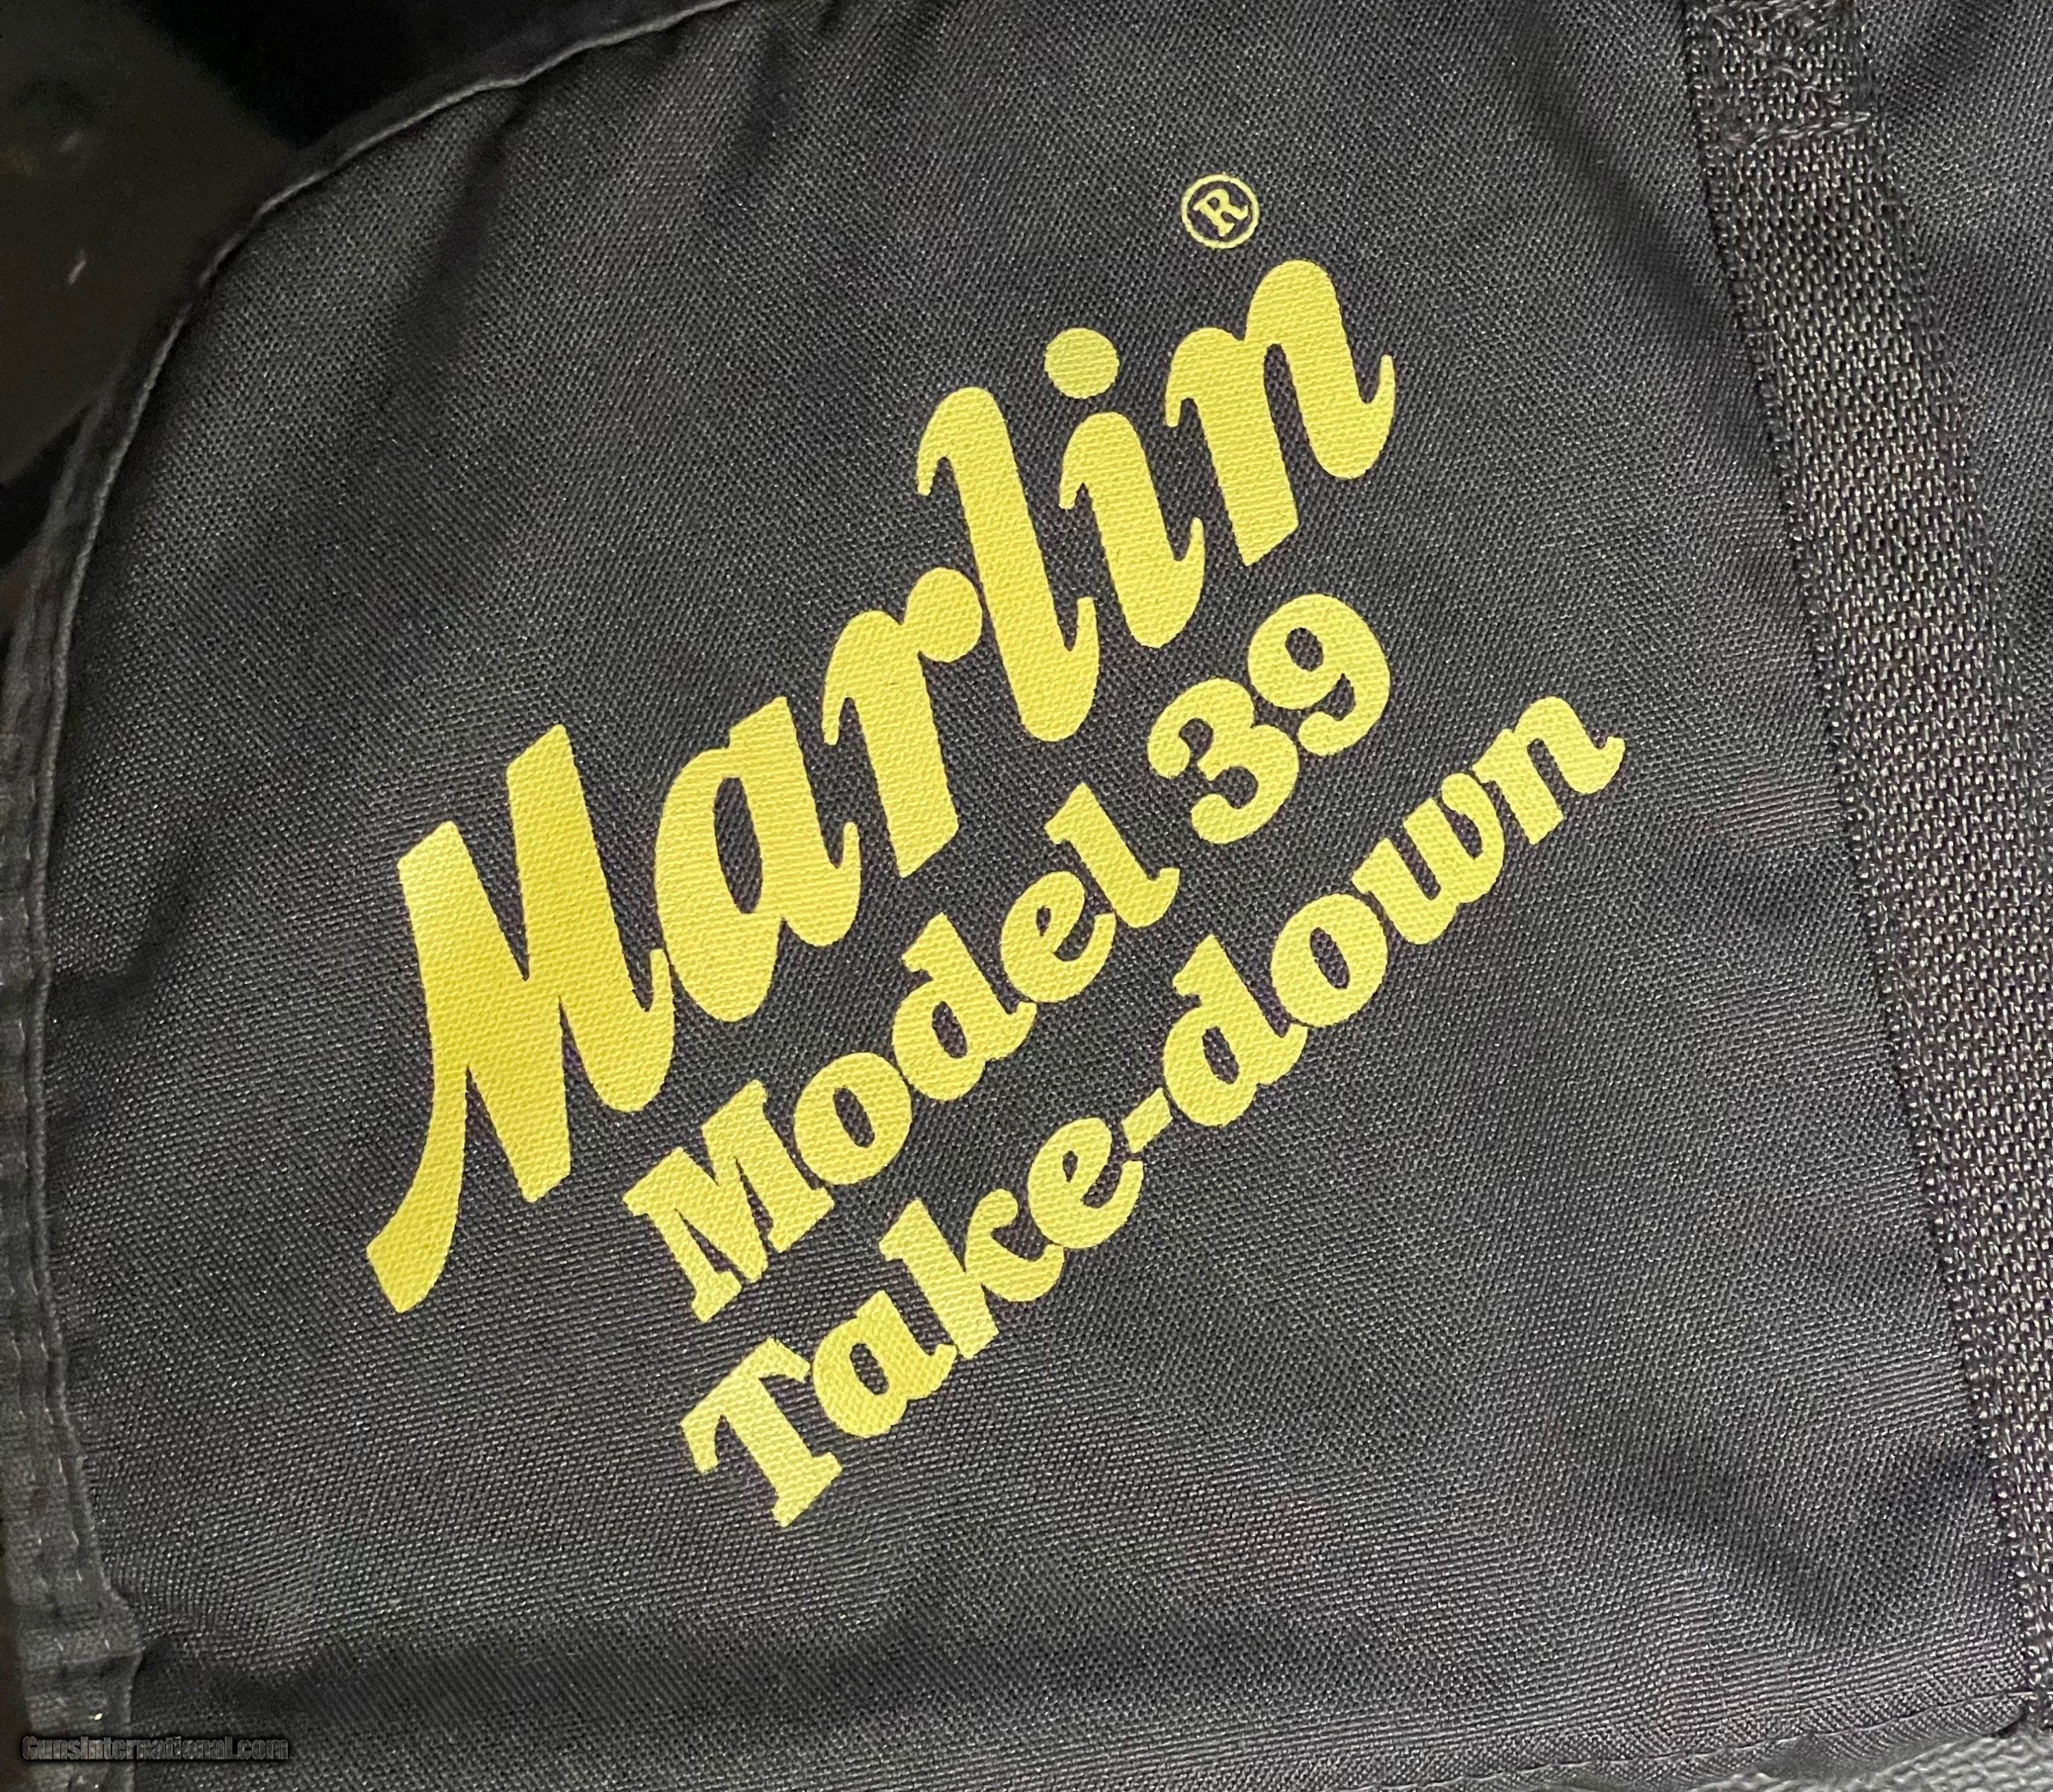 Marlin®
Model 39
Take-down
GunsInternational.com